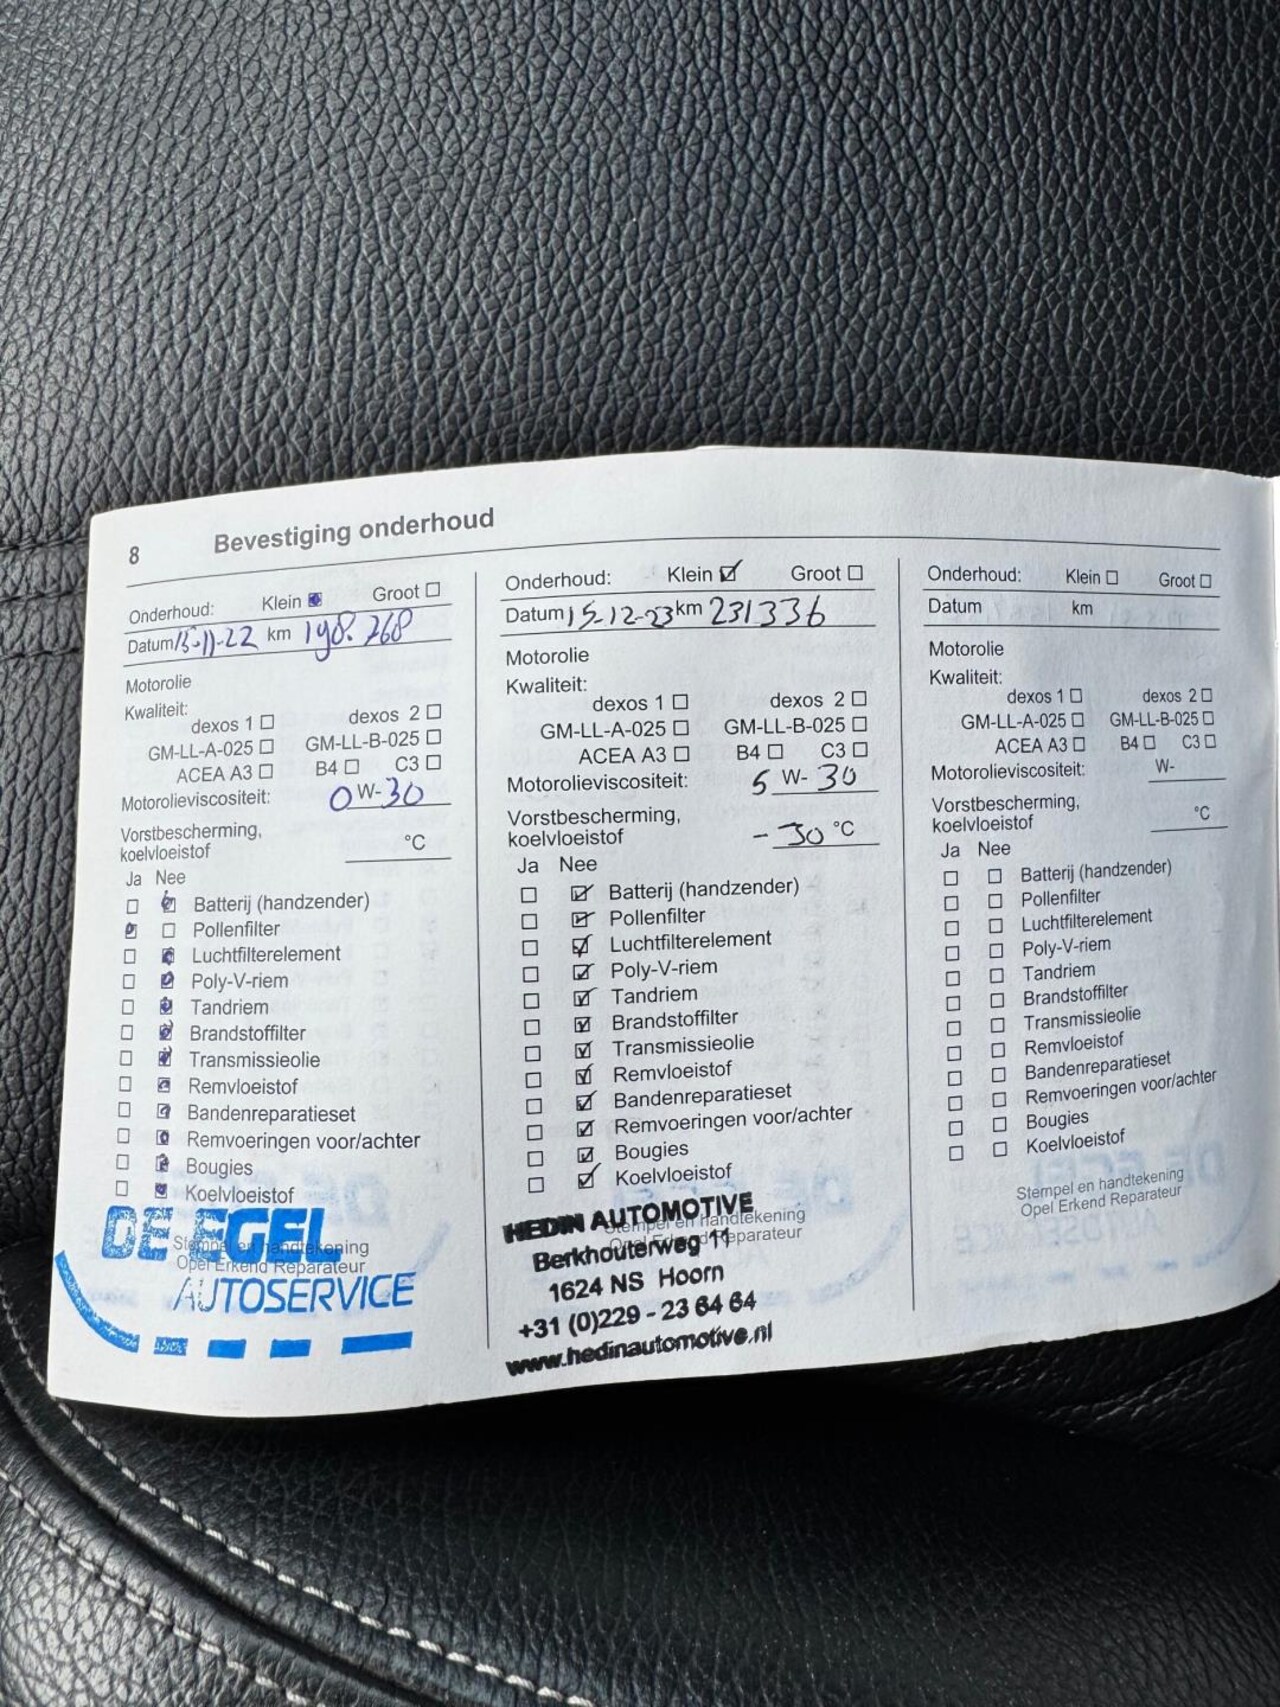 8 Bevestiging onderhoud
Onderhoud: Klein Groot
Datum 15-11-22 km 198.768
Motorolie
Kwaliteit:
dexos 1 dexos 2
GM-LL-A-025 GM-LL-B-025
ACEA A3 B4 C3
Motorolieviscositeit: 0 W-30
Vorstbescherming,
koelvloeistof °C
Ja Nee
Batterij (handzender)
Pollenfilter
Luchtfilterelement
Poly-V-riem
Tandriem
Brandstoffilter
Transmissieolie
Remvloeistof
Bandenreparatieset
Remvoeringen voor/achter
Bougies
Koelvloeistof
DE EGEL
Stempel en handtekening
Opel Erkend Reparateur
AUTOSERVICE
Onderhoud: Klein Groot
Datum 15-12-23 km 231336
Motorolie
Kwaliteit:
dexos 1 dexos 2
GM-LL-A-025 GM-LL-B-025
ACEA A3 B4 C3
Motorolieviscositeit: 5 W- 30
Vorstbescherming,
koelvloeistof - 30 °C
Ja Nee
Batterij (handzender)
Pollenfilter
Luchtfilterelement
Poly-V-riem
Tandriem
Brandstoffilter
Transmissieolie
Remvloeistof
Bandenreparatieset
Remvoeringen voor/achter
Bougies
Koelvloeistof
HEDIN AUTOMOTIVE
Stempel en handtekening
Opel Erkend Reparateur
Berkhouterweg 11
1624 NS Hoorn
+31 (0)229 - 23 64 64
www.hedinautomotive.nl
Onderhoud: Klein Groot
Datum km
Motorolie
Kwaliteit:
dexos 1 dexos 2
GM-LL-A-025 GM-LL-B-025
ACEA A3 B4 C3
Motorolieviscositeit: W-
Vorstbescherming,
koelvloeistof °C
Ja Nee
Batterij (handzender)
Pollenfilter
Luchtfilterelement
Poly-V-riem
Tandriem
Brandstoffilter
Transmissieolie
Remvloeistof
Bandenreparatieset
Remvoeringen voor/achter
Bougies
Koelvloeistof
Stempel en handtekening
Opel Erkend Reparateur